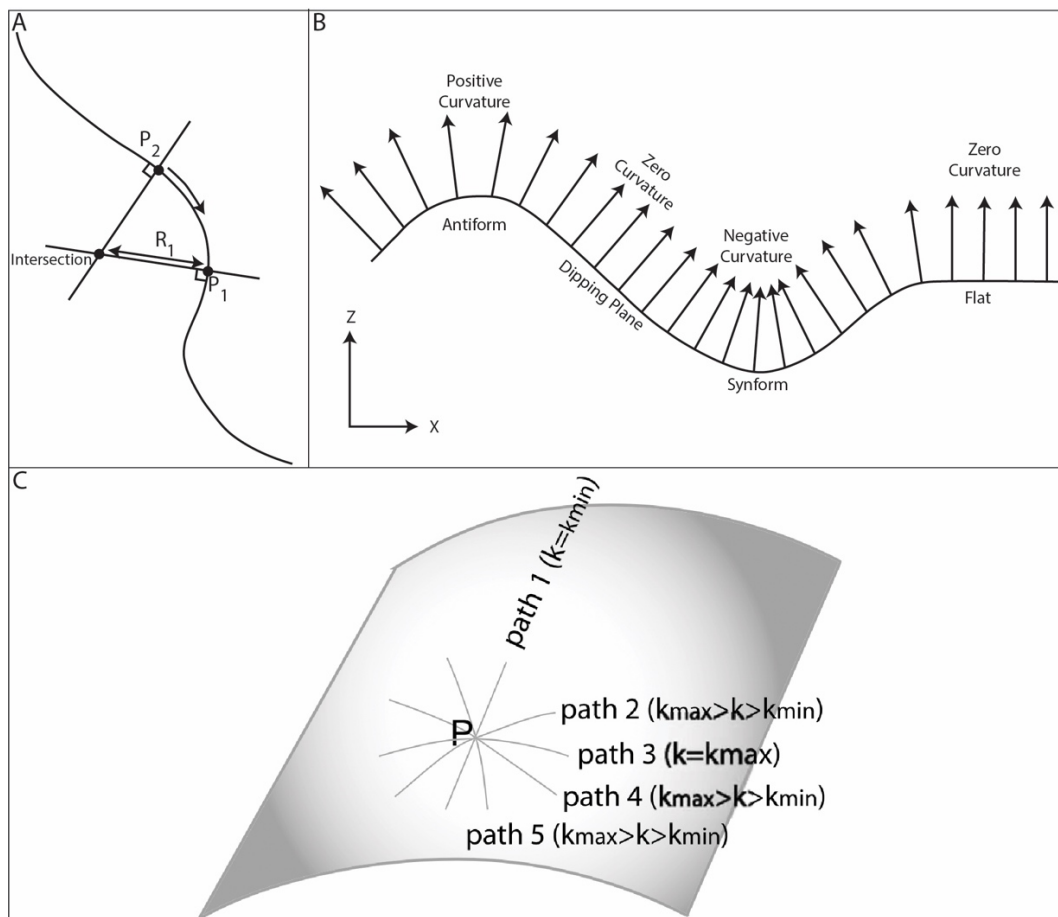 A
P2
R1
Intersection
P1
B
Positive
Curvature
Zero
Curvature
Zero
Curvature
Antiform
Negative
Curvature
Dipping Plane
Flat
Synform
Z
X
C
path 1 (k=kmin)
P
path 2 (kmax>k>kmin)
path 3 (k=kmax)
path 4 (kmax>k>kmin)
path 5 (kmax>k>kmin)